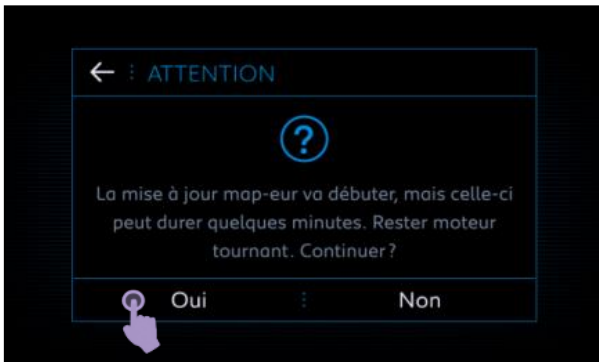 ATTENTION
?
La mise à jour map-eur va débuter, mais celle-ci
peut durer quelques minutes. Rester moteur
tournant. Continuer ?
Oui Non